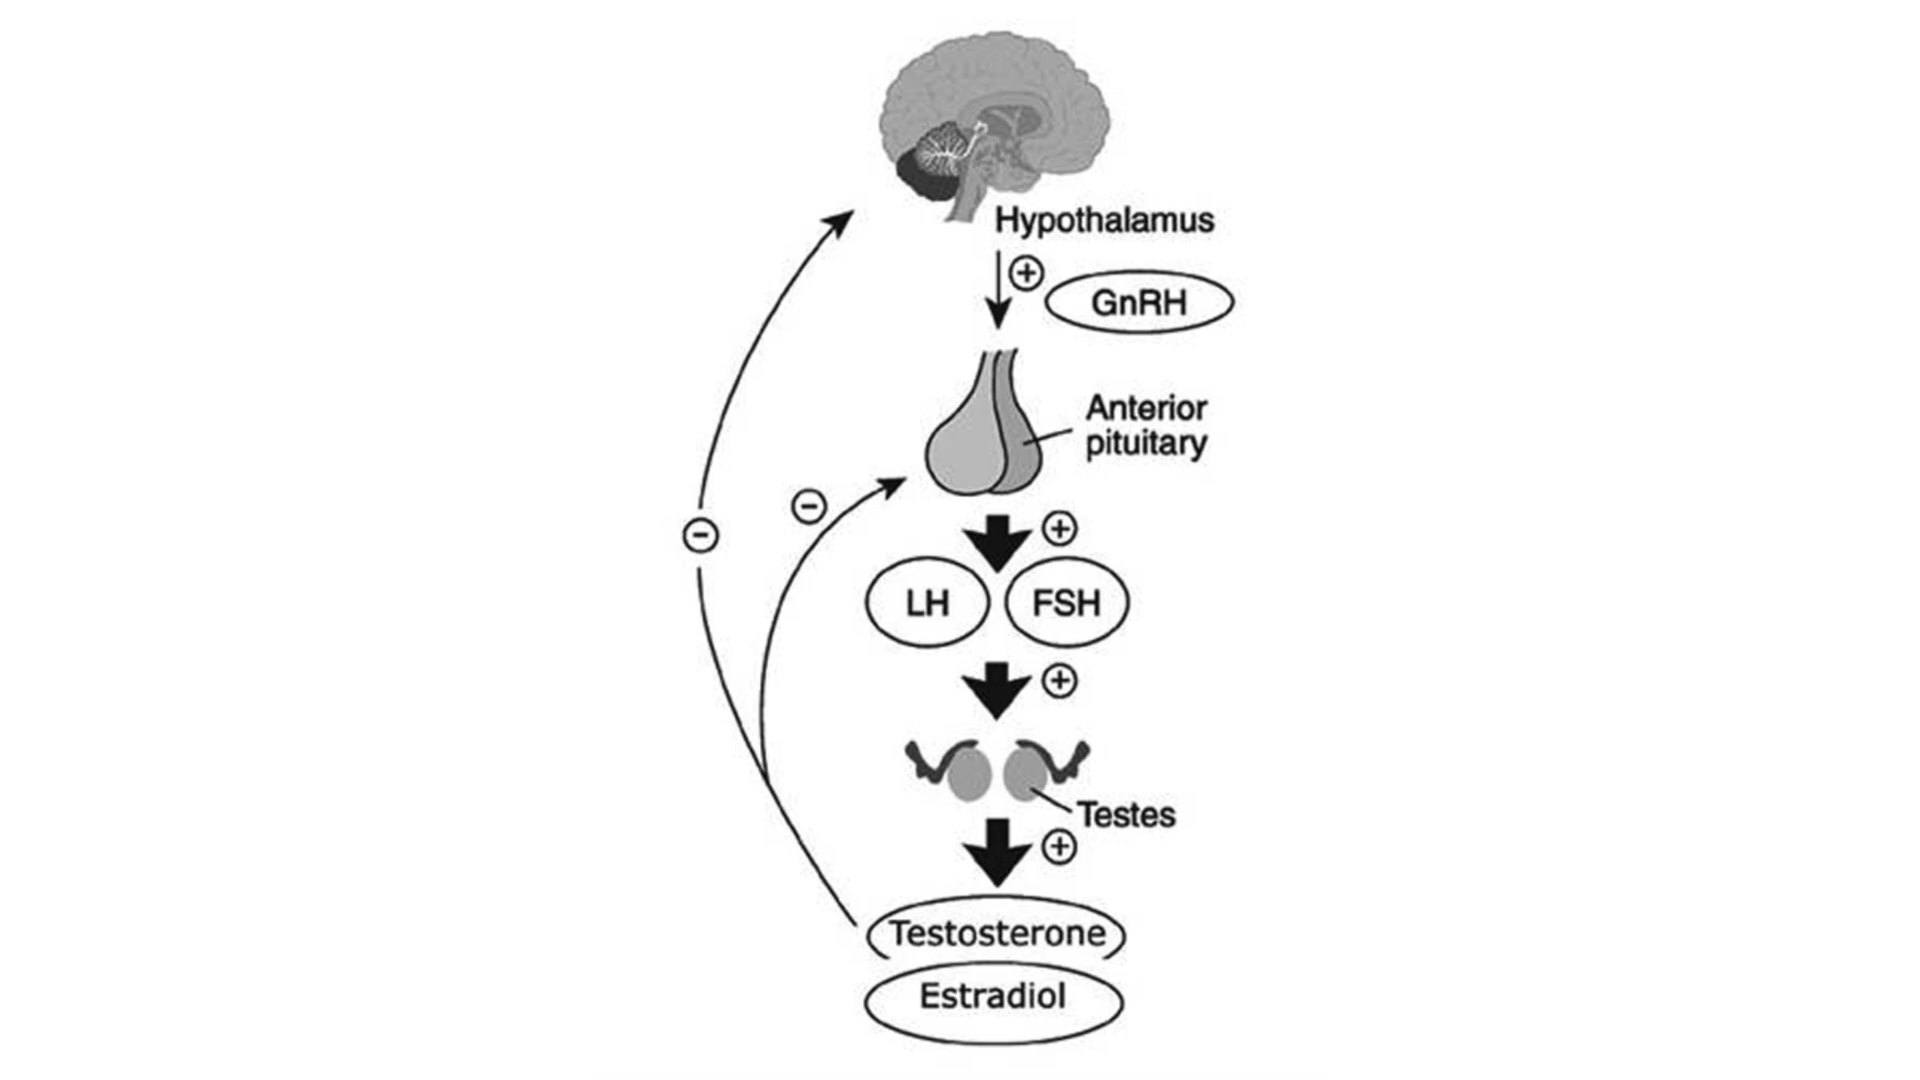 Hypothalamus
+
GnRH
Anterior
pituitary
−
−
+
LH
FSH
+
Testes
+
Testosterone
Estradiol